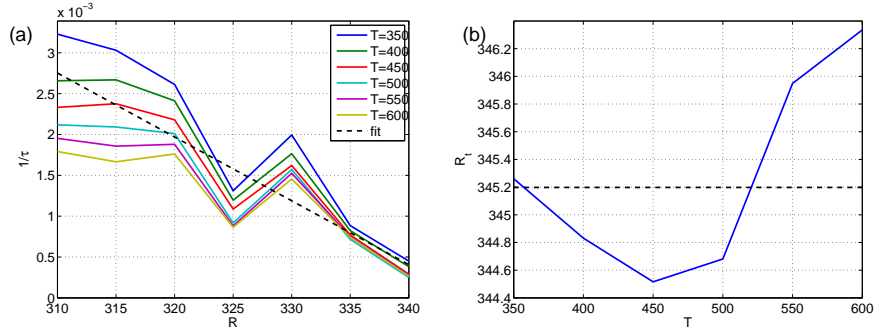 (a)
x 10⁻³
3
2.5
2
1.5
1
0.5
0
1/τ
310 315 320 325 330 335 340
R
T=350
T=400
T=450
T=500
T=550
T=600
fit
(b)
346.2
346
345.8
345.6
345.4
345.2
345
344.8
344.6
344.4
R_t
350 400 450 500 550 600
T